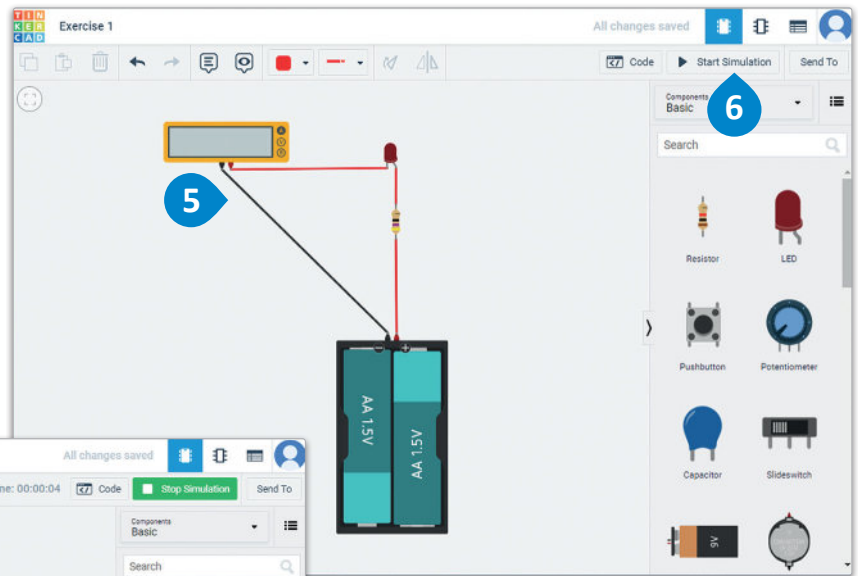 TIN
KER
CAD
Exercise 1
All changes saved
Code
Start Simulation
Send To
Components
Basic
6
Search
5
Resistor
LED
Pushbutton
Potentiometer
AA 1.5V
AA 1.5V
Capacitor
Slideswitch
9V
All changes saved
me: 00:00:04
Code
Stop Simulation
Send To
Components
Basic
Search